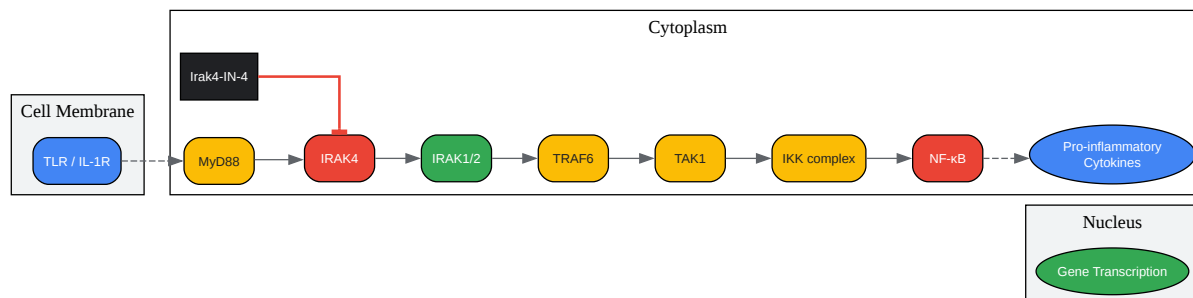 Cytoplasm
Irak4-IN-4
Cell Membrane
TLR / IL-1R
MyD88
IRAK4
IRAK1/2
TRAF6
TAK1
IKK complex
NF-κB
Pro-inflammatory
Cytokines
Nucleus
Gene Transcription